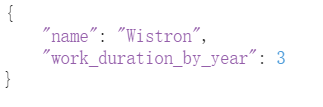 {
    "name": "Wistron",
    "work_duration_by_year": 3
}